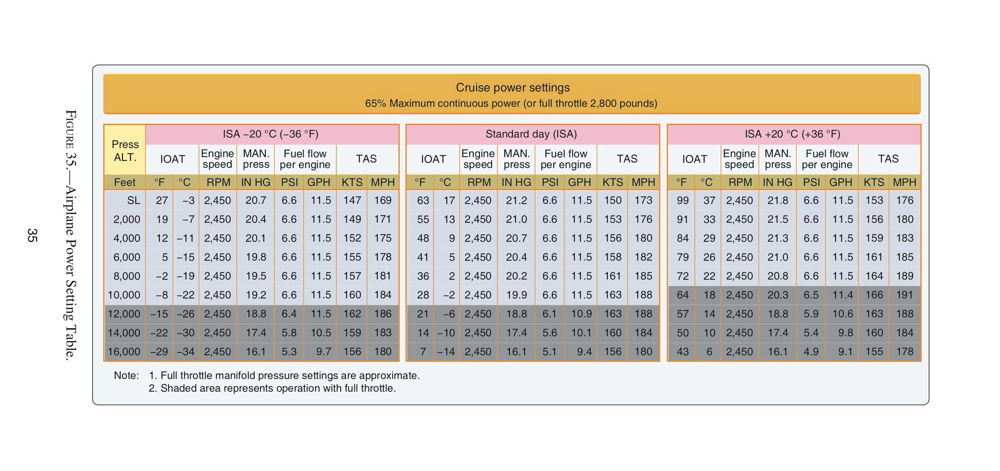 Cruise power settings
65% Maximum continuous power (or full throttle 2,800 pounds)
Press ALT. ISA –20 °C (–36 °F) Standard day (ISA) ISA +20 °C (+36 °F)
IOAT Engine speed MAN. press Fuel flow per engine TAS IOAT Engine speed MAN. press Fuel flow per engine TAS IOAT Engine speed MAN. press Fuel flow per engine TAS
Feet °F °C RPM IN HG PSI GPH KTS MPH °F °C RPM IN HG PSI GPH KTS MPH °F °C RPM IN HG PSI GPH KTS MPH
SL 27 –3 2,450 20.7 6.6 11.5 147 169 63 17 2,450 21.2 6.6 11.5 150 173 99 37 2,450 21.8 6.6 11.5 153 176
2,000 19 –7 2,450 20.4 6.6 11.5 149 171 55 13 2,450 21.0 6.6 11.5 153 176 91 33 2,450 21.5 6.6 11.5 156 180
4,000 12 –11 2,450 20.1 6.6 11.5 152 175 48 9 2,450 20.7 6.6 11.5 156 180 84 29 2,450 21.3 6.6 11.5 159 183
6,000 5 –15 2,450 19.8 6.6 11.5 155 178 41 5 2,450 20.4 6.6 11.5 158 182 79 26 2,450 21.0 6.6 11.5 161 185
8,000 –2 –19 2,450 19.5 6.6 11.5 157 181 36 2 2,450 20.2 6.6 11.5 161 185 72 22 2,450 20.8 6.6 11.5 164 189
10,000 –8 –22 2,450 19.2 6.6 11.5 160 184 28 –2 2,450 19.9 6.6 11.5 163 188 64 18 2,450 20.3 6.5 11.4 166 191
12,000 –15 –26 2,450 18.8 6.4 11.5 162 186 21 –6 2,450 18.8 6.1 10.9 163 188 57 14 2,450 18.8 5.9 10.6 163 188
14,000 –22 –30 2,450 17.4 5.8 10.5 159 183 14 –10 2,450 17.4 5.6 10.1 160 184 50 10 2,450 17.4 5.4 9.8 160 184
16,000 –29 –34 2,450 16.1 5.3 9.7 156 180 7 –14 2,450 16.1 5.1 9.4 156 180 43 6 2,450 16.1 4.9 9.1 155 178
Note: 1. Full throttle manifold pressure settings are approximate.
2. Shaded area represents operation with full throttle.
FIGURE 35.—Airplane Power Setting Table.
35